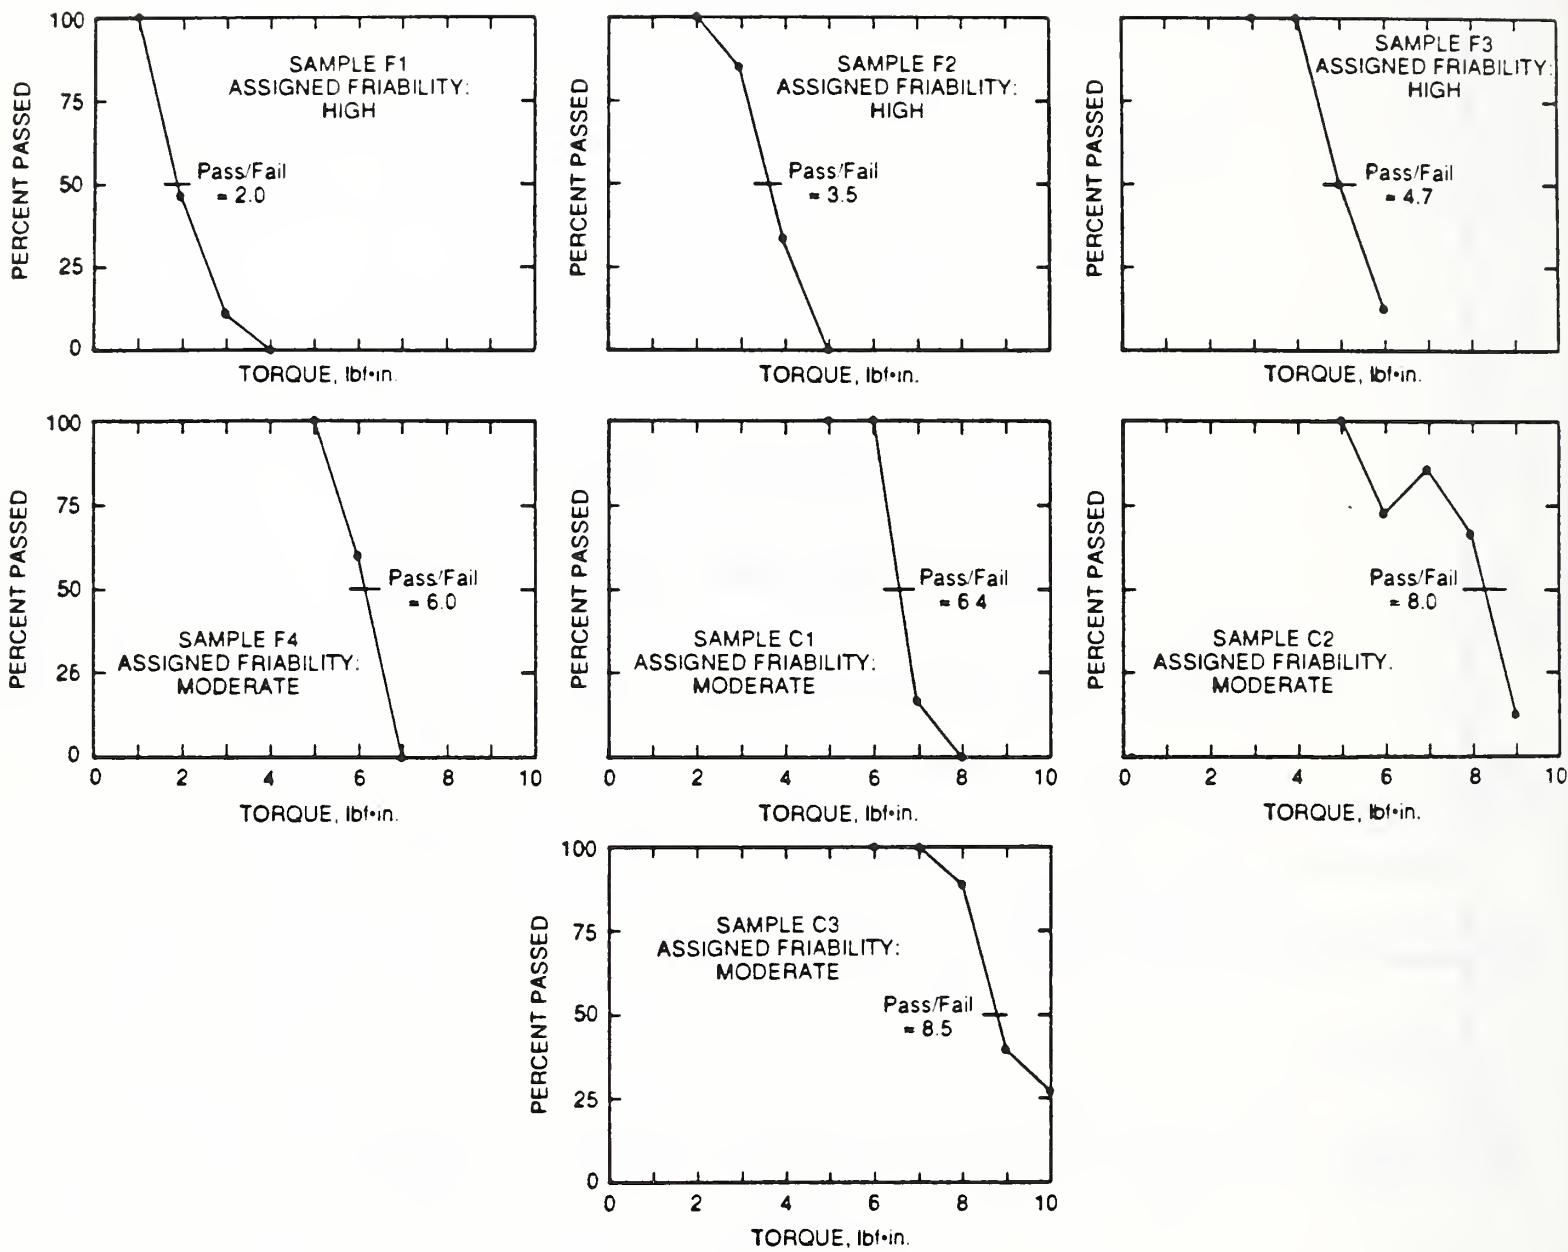 PERCENT PASSED
100
75
50
25
0
SAMPLE F1
ASSIGNED FRIABILITY:
HIGH
Pass/Fail
≈ 2.0
TORQUE, lbf•in.
PERCENT PASSED
SAMPLE F2
ASSIGNED FRIABILITY:
HIGH
Pass/Fail
≈ 3.5
TORQUE, lbf•in.
PERCENT PASSED
SAMPLE F3
ASSIGNED FRIABILITY:
HIGH
Pass/Fail
≈ 4.7
TORQUE, lbf•in.
PERCENT PASSED
100
75
50
25
0
Pass/Fail
≈ 6.0
SAMPLE F4
ASSIGNED FRIABILITY:
MODERATE
0 2 4 6 8 10
TORQUE, lbf•in.
PERCENT PASSED
Pass/Fail
≈ 6 4
SAMPLE C1
ASSIGNED FRIABILITY:
MODERATE
0 2 4 6 8 10
TORQUE, lbf•in.
PERCENT PASSED
Pass/Fail
≈ 8.0
SAMPLE C2
ASSIGNED FRIABILITY.
MODERATE
0 2 4 6 8 10
TORQUE, lbf•in.
PERCENT PASSED
100
75
50
25
0
SAMPLE C3
ASSIGNED FRIABILITY:
MODERATE
Pass/Fail
≈ 8.5
0 2 4 6 8 10
TORQUE, lbf•in.